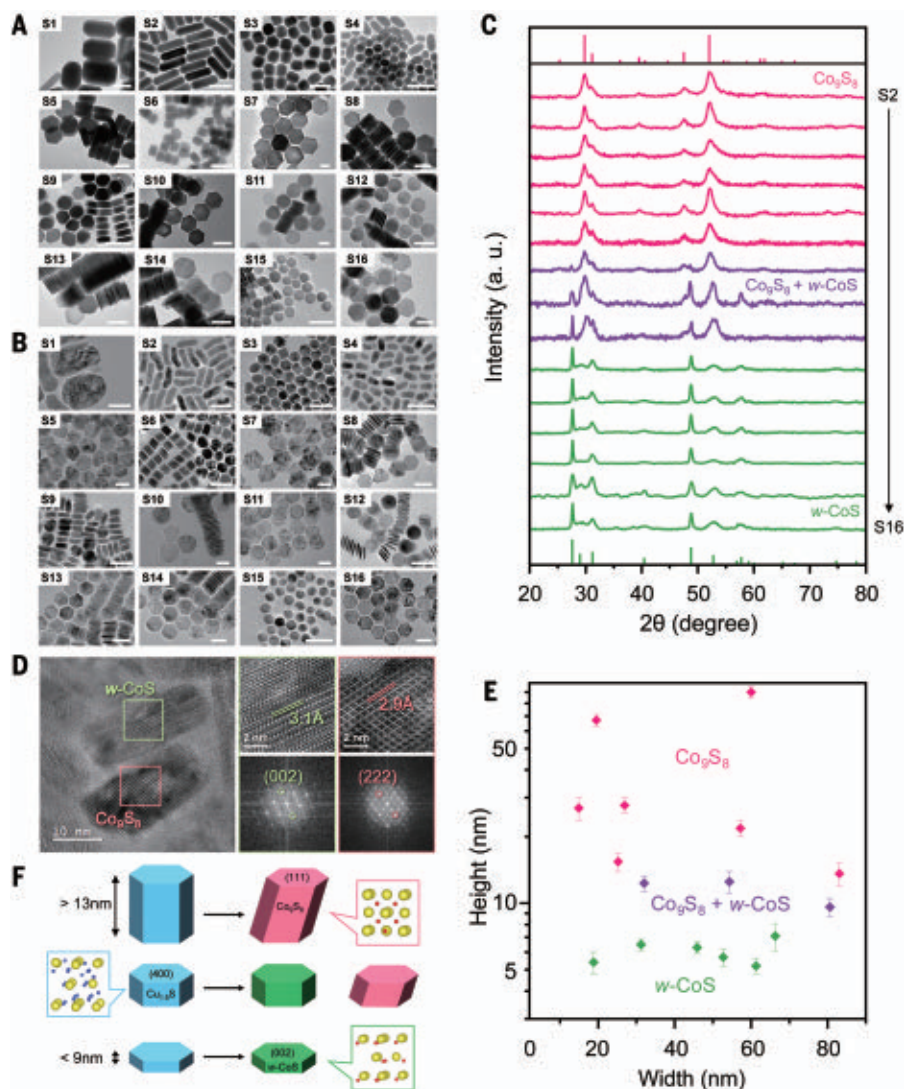 A
S1
S2
S3
S4
S5
S6
S7
S8
S9
S10
S11
S12
S13
S14
S15
S16
B
S1
S2
S3
S4
S5
S6
S7
S8
S9
S10
S11
S12
S13
S14
S15
S16
C
Intensity (a. u.)
Co₉S₈
S2
Co₉S₈ + w-CoS
w-CoS
S16
20 30 40 50 60 70 80
2θ (degree)
D
w-CoS
Co₉S₈
10 nm
3.1Å
2 nm
2.9Å
2 nm
(002)
(222)
E
Height (nm)
50
10
5
Co₉S₈
Co₉S₈ + w-CoS
w-CoS
0 20 40 60 80
Width (nm)
F
> 13nm
(111)
Co₉S₈
(400)
Cu₁.₈S
< 9nm
(002)
w-CoS